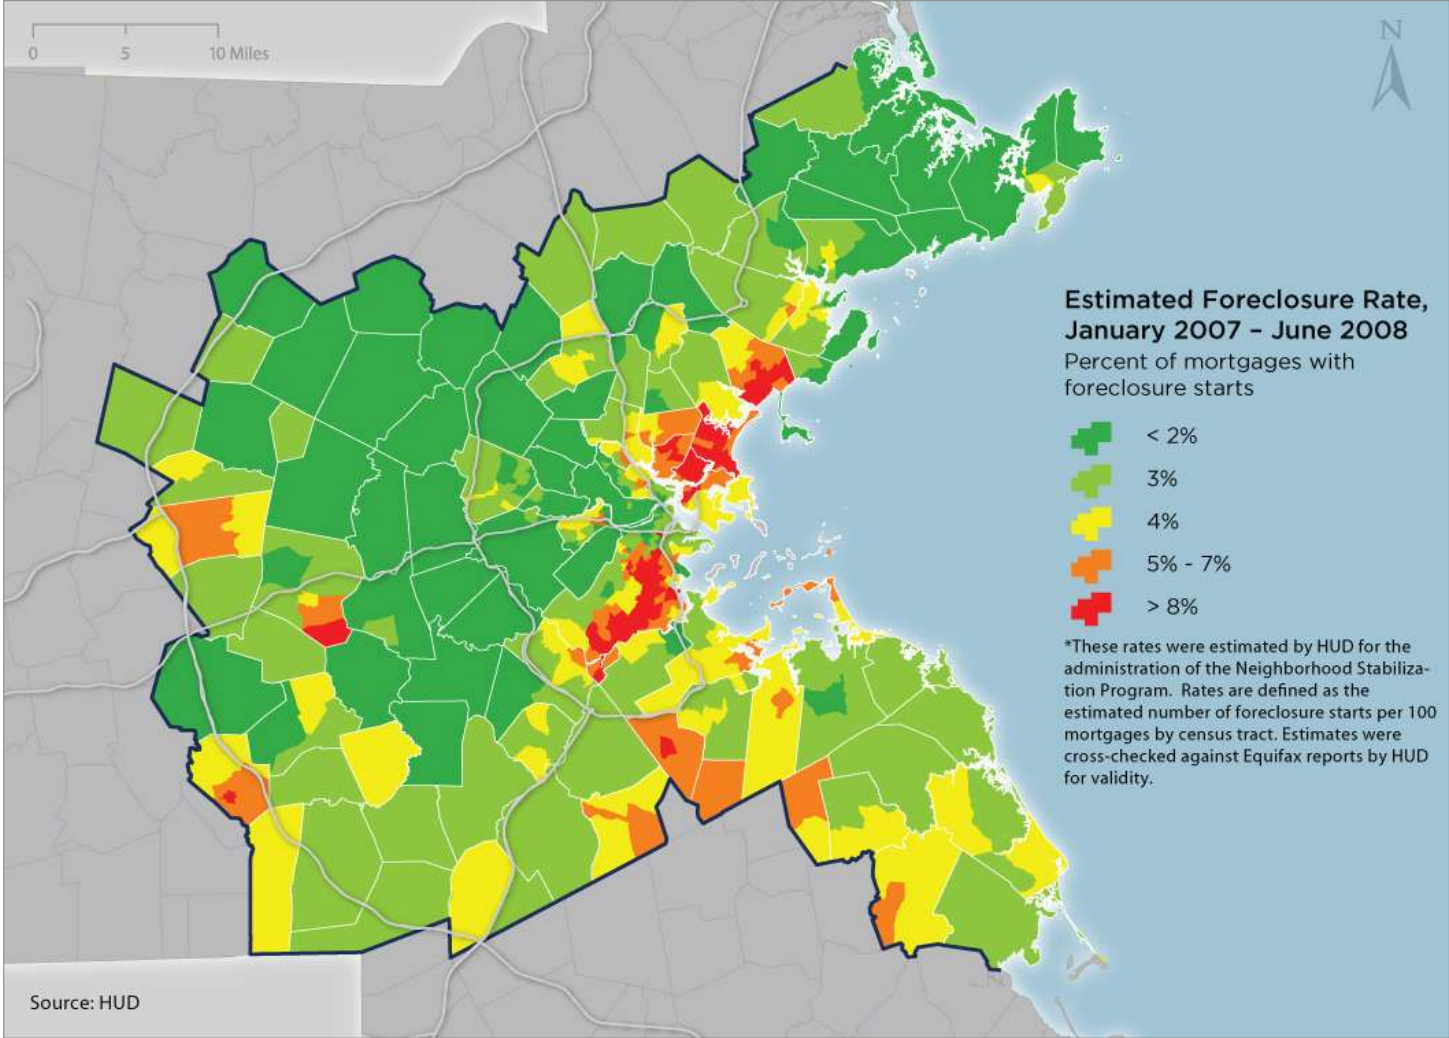 0 5 10 Miles
N
Estimated Foreclosure Rate,
January 2007 – June 2008
Percent of mortgages with
foreclosure starts
< 2%
3%
4%
5% - 7%
> 8%
*These rates were estimated by HUD for the
administration of the Neighborhood Stabiliza-
tion Program. Rates are defined as the
estimated number of foreclosure starts per 100
mortgages by census tract. Estimates were
cross-checked against Equifax reports by HUD
for validity.
Source: HUD